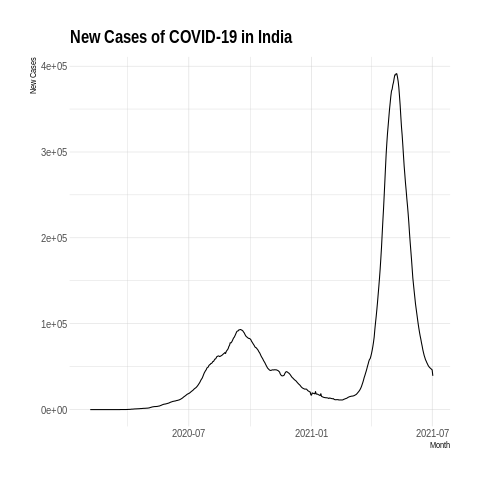 New Cases of COVID-19 in India
New Cases
4e+05
3e+05
2e+05
1e+05
0e+00
2020-07 2021-01 2021-07
Month